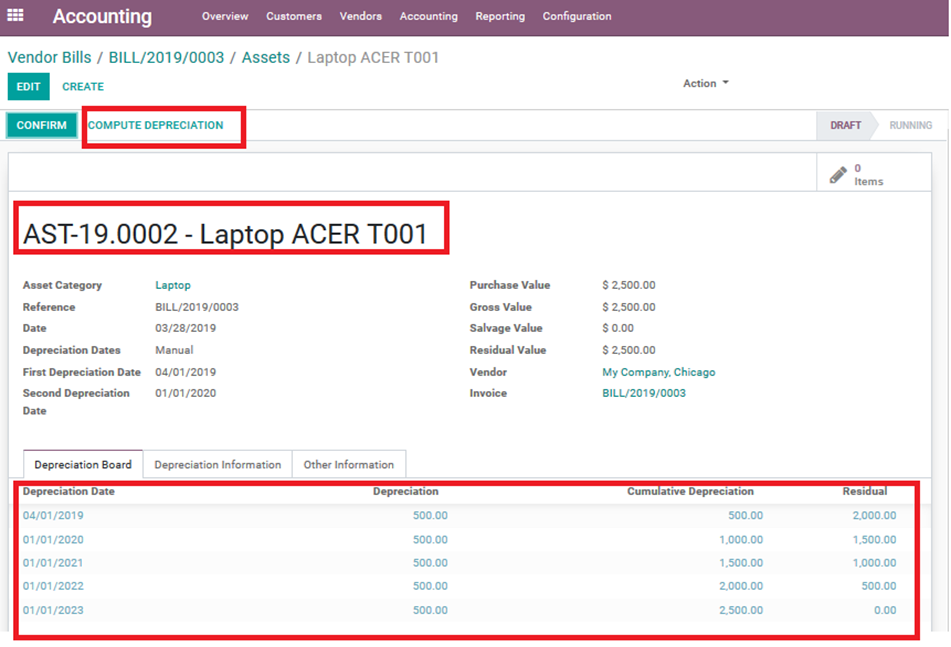 Accounting Overview Customers Vendors Accounting Reporting Configuration
Vendor Bills / BILL/2019/0003 / Assets / Laptop ACER T001
EDIT CREATE Action
CONFIRM COMPUTE DEPRECIATION DRAFT RUNNING
0
Items
AST-19.0002 - Laptop ACER T001
Asset Category Laptop Purchase Value $ 2,500.00
Reference BILL/2019/0003 Gross Value $ 2,500.00
Date 03/28/2019 Salvage Value $ 0.00
Depreciation Dates Manual Residual Value $ 2,500.00
First Depreciation Date 04/01/2019 Vendor My Company, Chicago
Second Depreciation 01/01/2020 Invoice BILL/2019/0003
Date
Depreciation Board Depreciation Information Other Information
Depreciation Date Depreciation Cumulative Depreciation Residual
04/01/2019 500.00 500.00 2,000.00
01/01/2020 500.00 1,000.00 1,500.00
01/01/2021 500.00 1,500.00 1,000.00
01/01/2022 500.00 2,000.00 500.00
01/01/2023 500.00 2,500.00 0.00